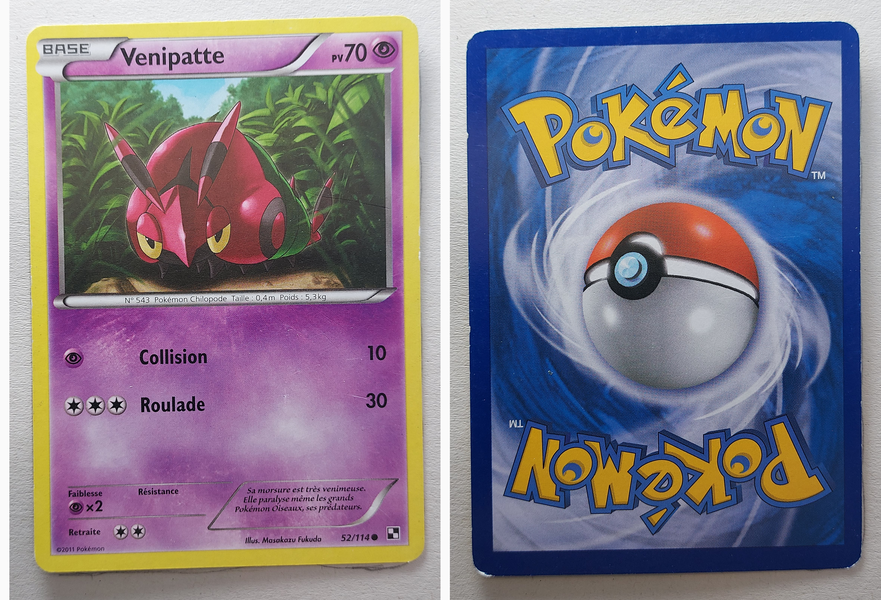 BASE
Venipatte
PV70
N° 543 Pokémon Chilopode Taille : 0,4m Poids : 5,3kg
Collision 10
Roulade 30
Faiblesse
×2
Résistance
Sa morsure est très venimeuse.
Elle paralyse même les grands
Pokémon Oiseaux, ses prédateurs.
Retraite
Illus. Masakazu Fukuda
52/114
©2011 Pokémon
POKéMON
TM
TM
POKéMON